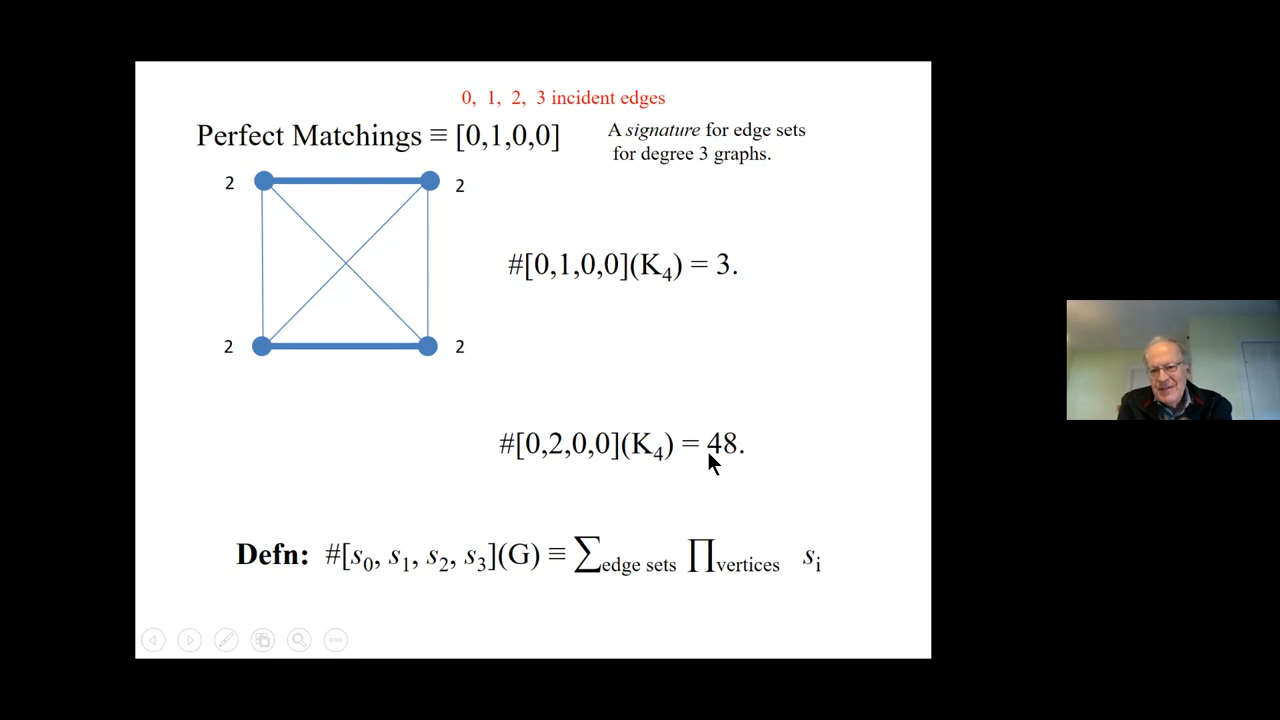 0, 1, 2, 3 incident edges
Perfect Matchings ≡ [0,1,0,0]
A signature for edge sets
for degree 3 graphs.
2
2
#[0,1,0,0](K₄) = 3.
2
2
#[0,2,0,0](K₄) = 48.
Defn: #[s₀, s₁, s₂, s₃](G) ≡ ∑edge sets ∏vertices sᵢ